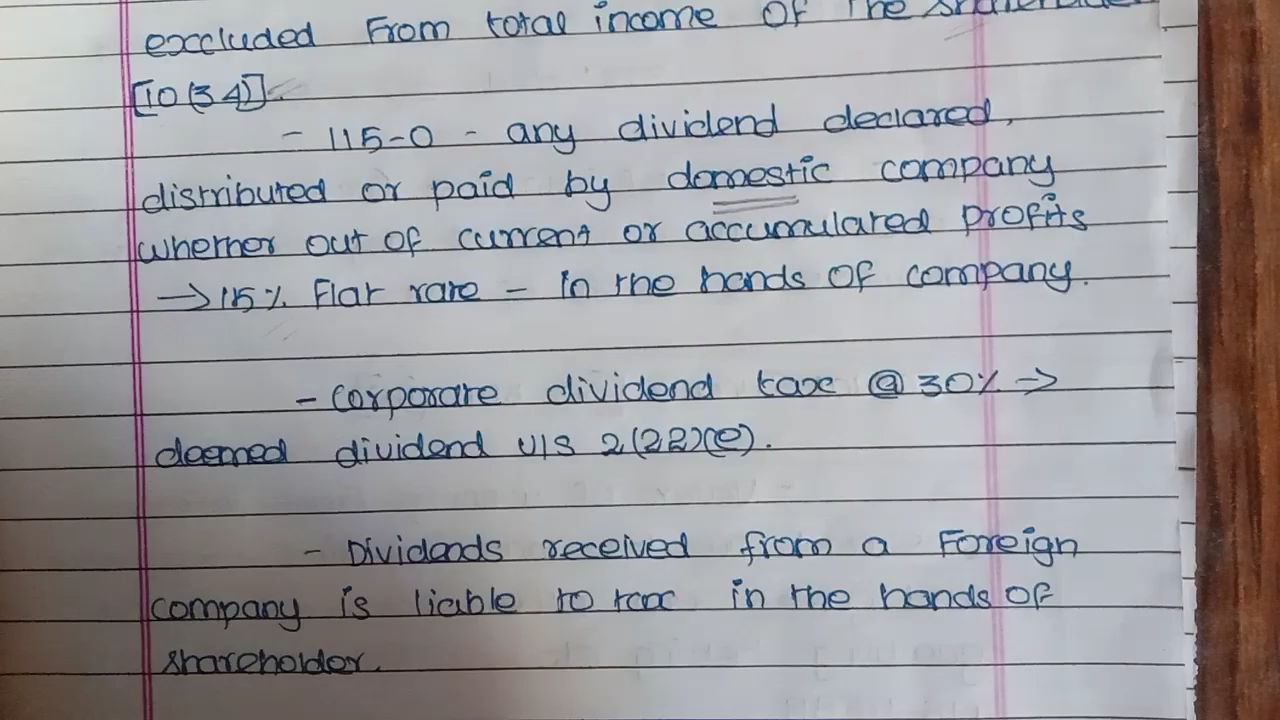 excluded From total income of the shareholder
[10(34)].
- 115-O - any dividend declared,
distributed or paid by domestic company
whether out of current or accumulated profits
→ 15% Flat rate - in the hands of company.
- Corporate dividend tax @ 30% →
deemed dividend U/S 2(22)(e).
- Dividends received from a Foreign
company is liable to tax in the hands of
shareholder.